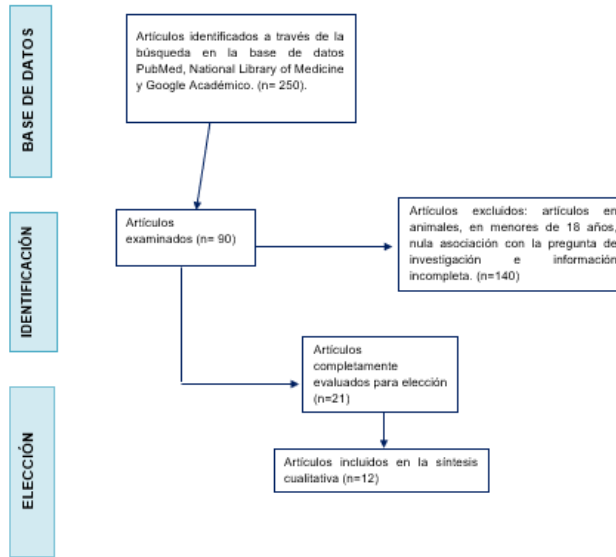 BASE DE DATOS
Artículos identificados a través de la
búsqueda en la base de datos
PubMed, National Library of Medicine
y Google Académico. (n= 250).
IDENTIFICACIÓN
Artículos
examinados (n= 90)
Artículos excluidos: artículos en
animales, en menores de 18 años,
nula asociación con la pregunta de
investigación e información
incompleta. (n=140)
ELECCIÓN
Artículos
completamente
evaluados para elección
(n=21)
Artículos incluidos en la síntesis
cualitativa (n=12)